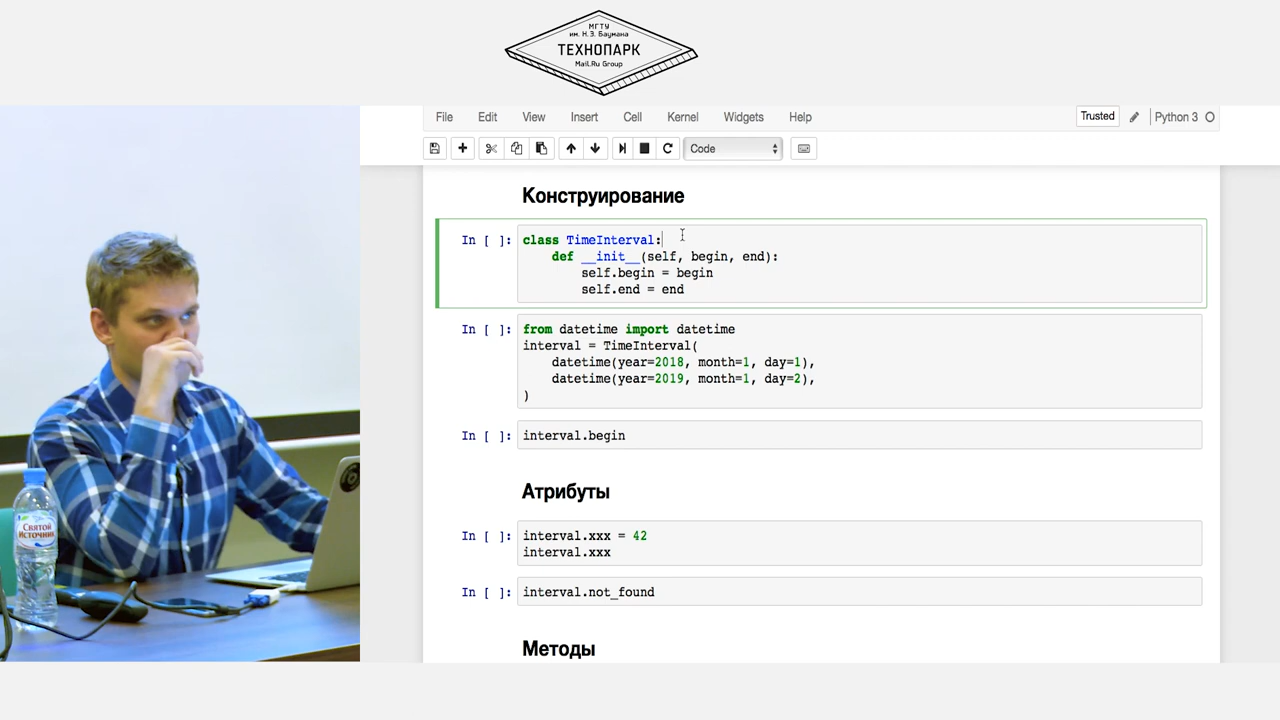 МГТУ
им. Н.Э. Баумана
ТЕХНОПАРК
Mail.Ru Group
File Edit View Insert Cell Kernel Widgets Help
Trusted Python 3
Code
Конструирование
In [ ]: class TimeInterval:
def __init__(self, begin, end):
self.begin = begin
self.end = end
In [ ]: from datetime import datetime
interval = TimeInterval(
datetime(year=2018, month=1, day=1),
datetime(year=2019, month=1, day=2),
)
In [ ]: interval.begin
Атрибуты
In [ ]: interval.xxx = 42
interval.xxx
In [ ]: interval.not_found
Методы
Святой
Источник